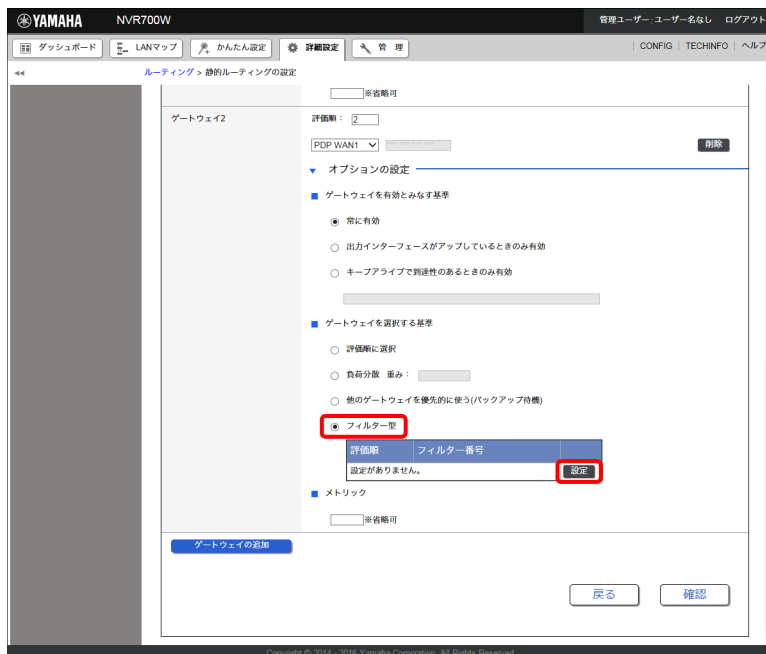 YAMAHA NVR700W 管理ユーザー: ユーザー名なし ログアウト
ダッシュボード LANマップ かんたん設定 詳細設定 管 理 CONFIG TECHINFO ヘルプ
ルーティング > 静的ルーティングの設定
※省略可
ゲートウェイ2 評価順： 2
PDP WAN1 削除
オプションの設定
ゲートウェイを有効とみなす基準
常に有効
出力インターフェースがアップしているときのみ有効
キープアライブで到達性のあるときのみ有効
ゲートウェイを選択する基準
評価順に選択
負荷分散 重み：
他のゲートウェイを優先的に使う(バックアップ待機)
フィルター型
評価順 フィルター番号
設定がありません。 設定
メトリック
※省略可
ゲートウェイの追加
戻る 確認
Copyright © 2014 - 2016 Yamaha Corporation. All Rights Reserved.